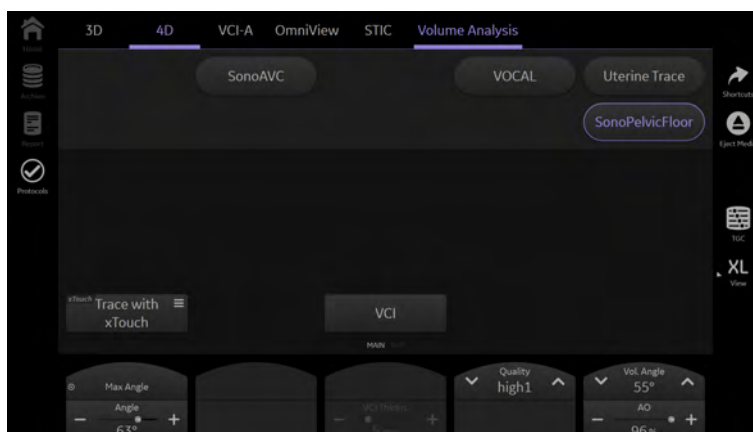 3D 4D VCI-A OmniView STIC Volume Analysis
SonoAVC VOCAL Uterine Trace
SonoPelvicFloor
Archive
Report
Protocols
Shortcuts
Eject Media
TGC
XL
View
xTouch Trace with
xTouch
VCI
MAIN
Max Angle
Angle
63°
Quality
high1
Vol. Angle
55°
AO
96%